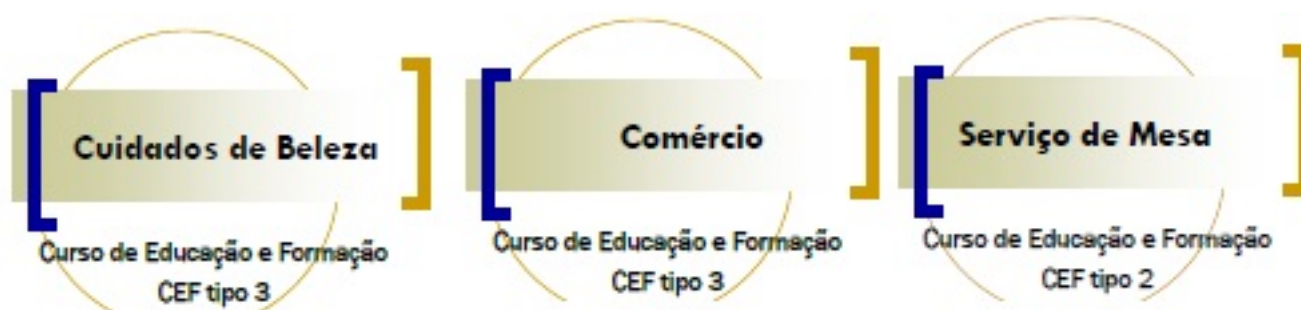 Cuidados de Beleza
Curso de Educação e Formação
CEF tipo 3
Comércio
Curso de Educação e Formação
CEF tipo 3
Serviço de Mesa
Curso de Educação e Formação
CEF tipo 2